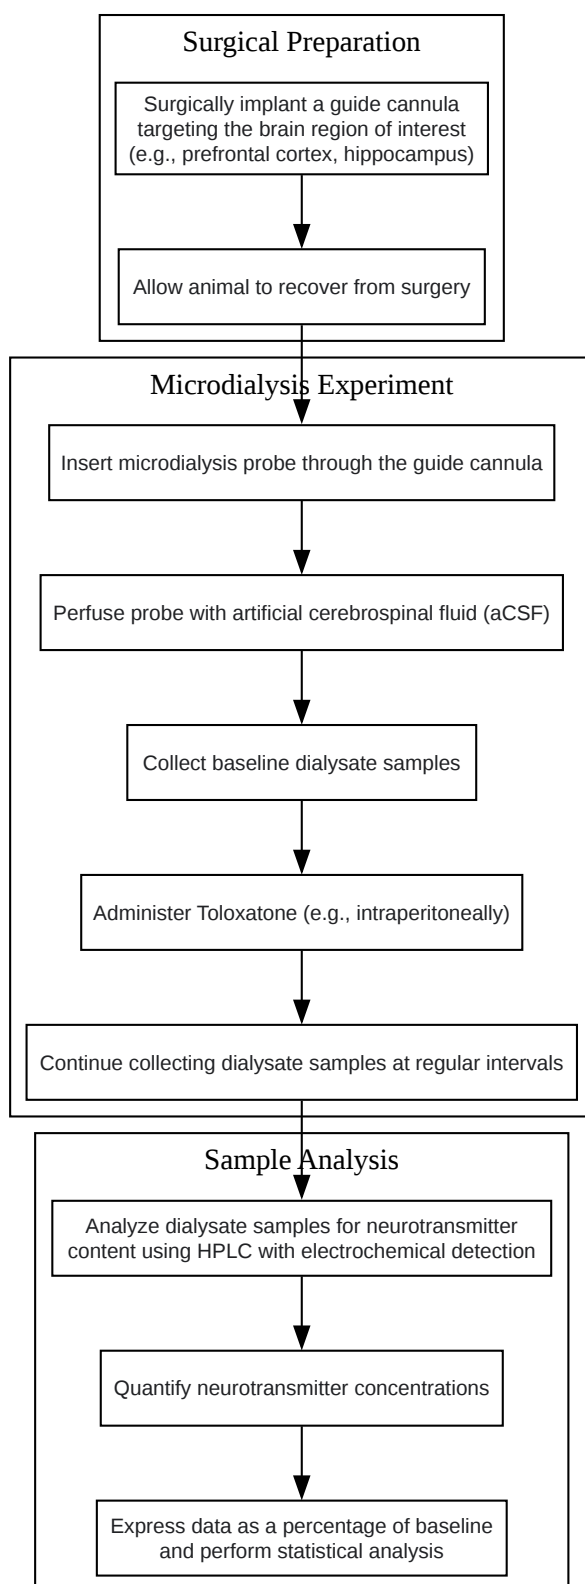 Surgical Preparation
Surgically implant a guide cannula
targeting the brain region of interest
(e.g., prefrontal cortex, hippocampus)
Allow animal to recover from surgery
Microdialysis Experiment
Insert microdialysis probe through the guide cannula
Perfuse probe with artificial cerebrospinal fluid (aCSF)
Collect baseline dialysate samples
Administer Toloxatone (e.g., intraperitoneally)
Continue collecting dialysate samples at regular intervals
Sample Analysis
Analyze dialysate samples for neurotransmitter
content using HPLC with electrochemical detection
Quantify neurotransmitter concentrations
Express data as a percentage of baseline
and perform statistical analysis